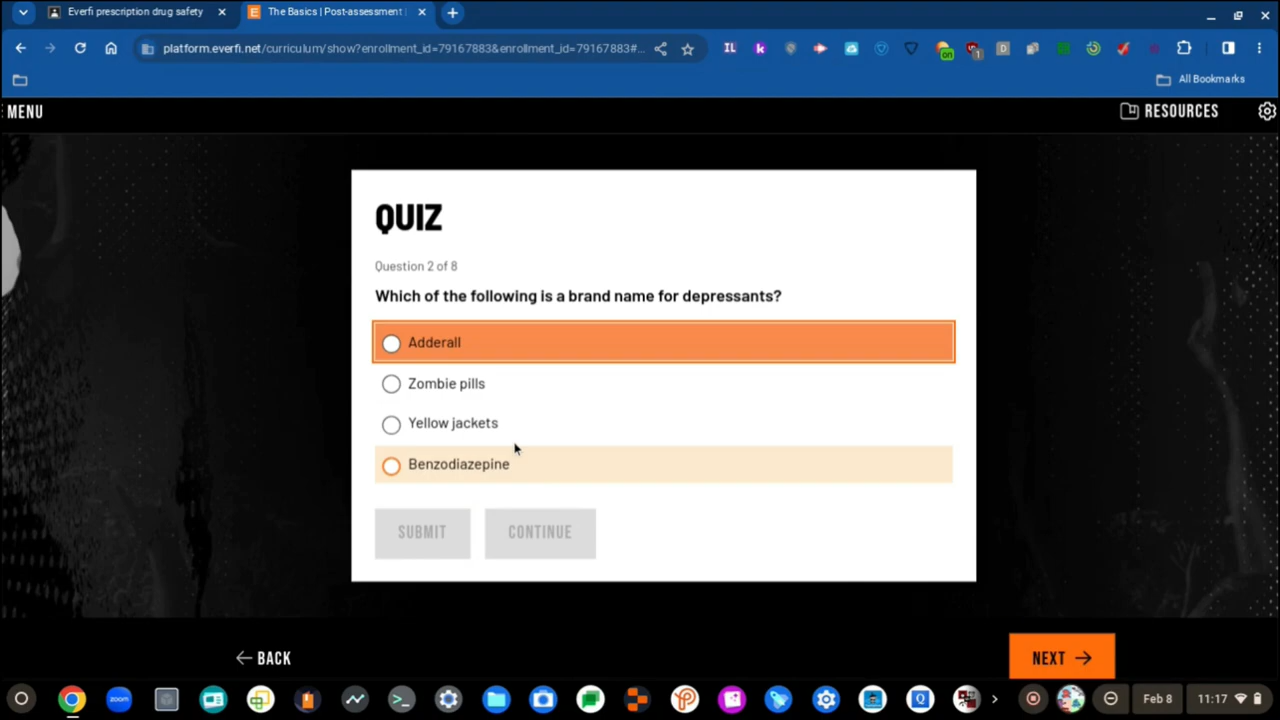 Everfi prescription drug safety
The Basics | Post-assessment
platform.everfi.net/curriculum/show?enrollment_id=79167883&enrollment_id=79167883#...
All Bookmarks
MENU
RESOURCES
QUIZ
Question 2 of 8
Which of the following is a brand name for depressants?
Adderall
Zombie pills
Yellow jackets
Benzodiazepine
SUBMIT
CONTINUE
BACK
NEXT
zoom
Feb 8
11:17